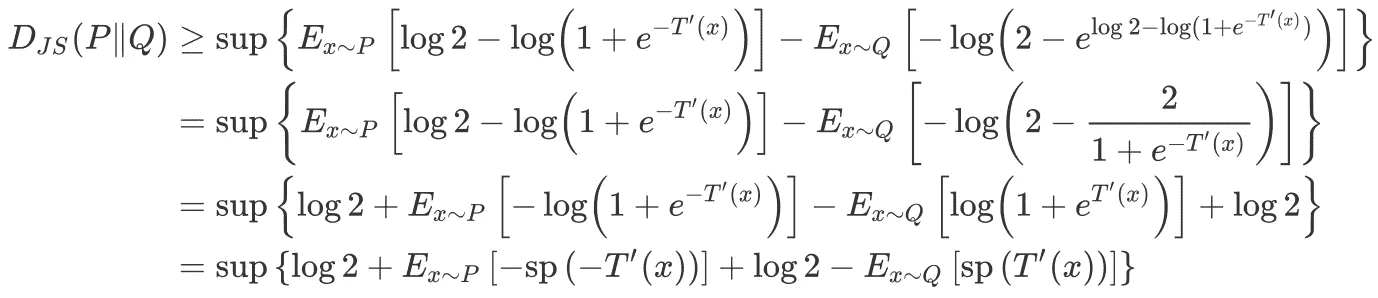 D_{JS}(P‖Q) ≥ sup { E_{x∼P} [ log 2 − log( 1 + e^{−T′(x)} ) ] − E_{x∼Q} [ − log( 2 − e^{log 2−log(1+e^{−T′(x)})} ) ] }
= sup { E_{x∼P} [ log 2 − log( 1 + e^{−T′(x)} ) ] − E_{x∼Q} [ − log( 2 − \frac{2}{1 + e^{−T′(x)}} ) ] }
= sup { log 2 + E_{x∼P} [ − log( 1 + e^{−T′(x)} ) ] − E_{x∼Q} [ log( 1 + e^{T′(x)} ) ] + log 2 }
= sup { log 2 + E_{x∼P} [−sp (−T′(x))] + log 2 − E_{x∼Q} [sp (T′(x))] }